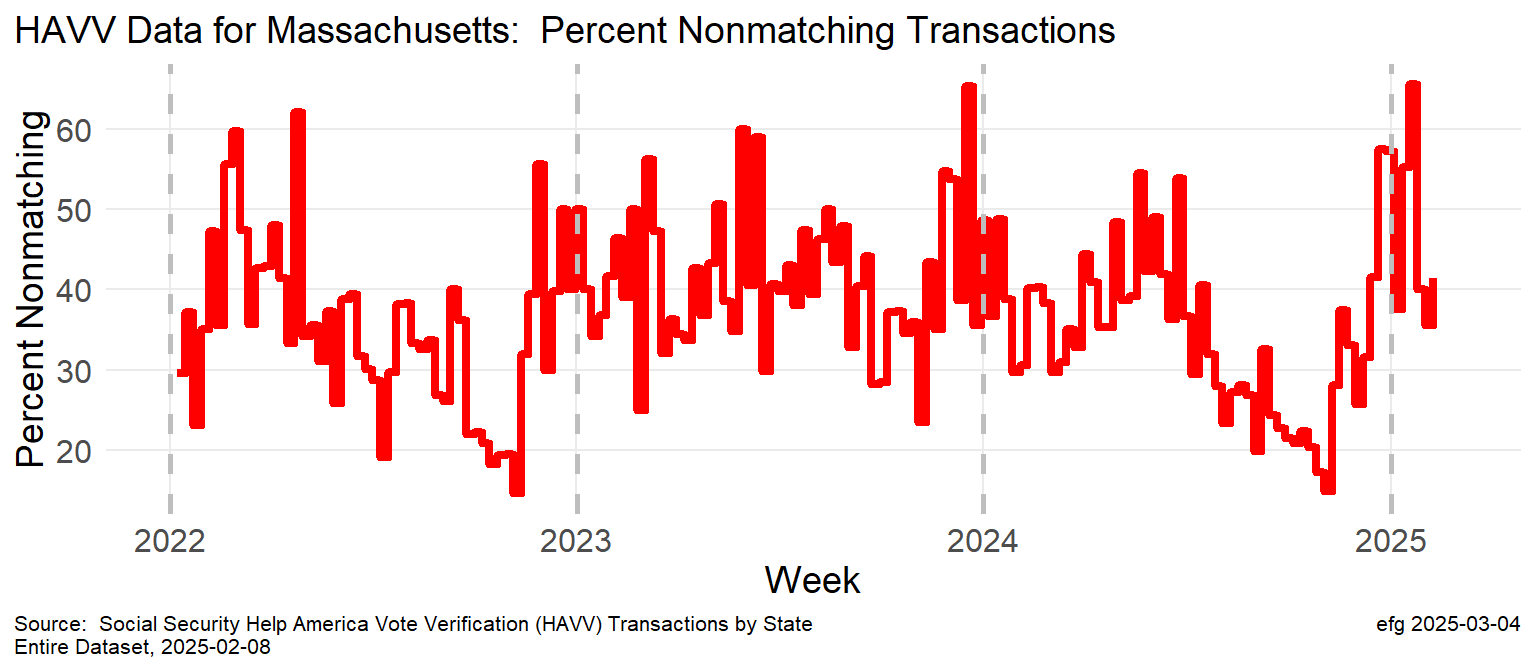 HAVV Data for Massachusetts:  Percent Nonmatching Transactions
Percent Nonmatching
60
50
40
30
20
2022 2023 2024 2025
Week
Source:  Social Security Help America Vote Verification (HAVV) Transactions by State
Entire Dataset, 2025-02-08
efg 2025-03-04